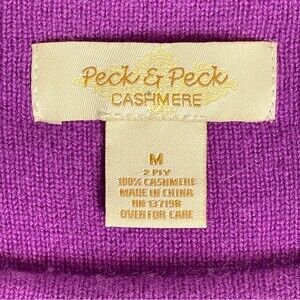 Peck & Peck
CASHMERE
M
2 PLY
100% CASHMERE
MADE IN CHINA
RN 137198
OVER FOR CARE